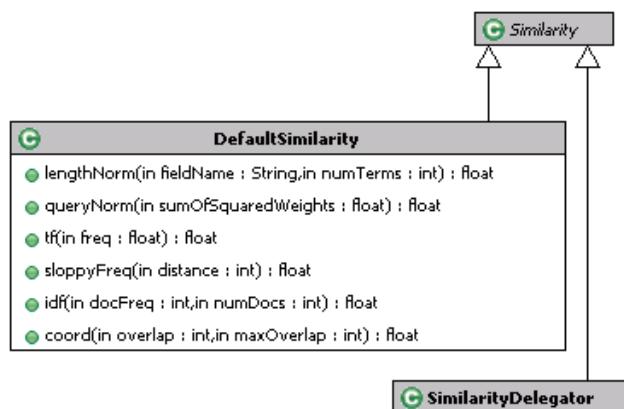 Similarity
DefaultSimilarity
lengthNorm(in fieldName : String,in numTerms : int) : float
queryNorm(in sumOfSquaredWeights : float) : float
tf(in freq : float) : float
sloppyFreq(in distance : int) : float
idf(in docFreq : int,in numDocs : int) : float
coord(in overlap : int,in maxOverlap : int) : float
SimilarityDelegator